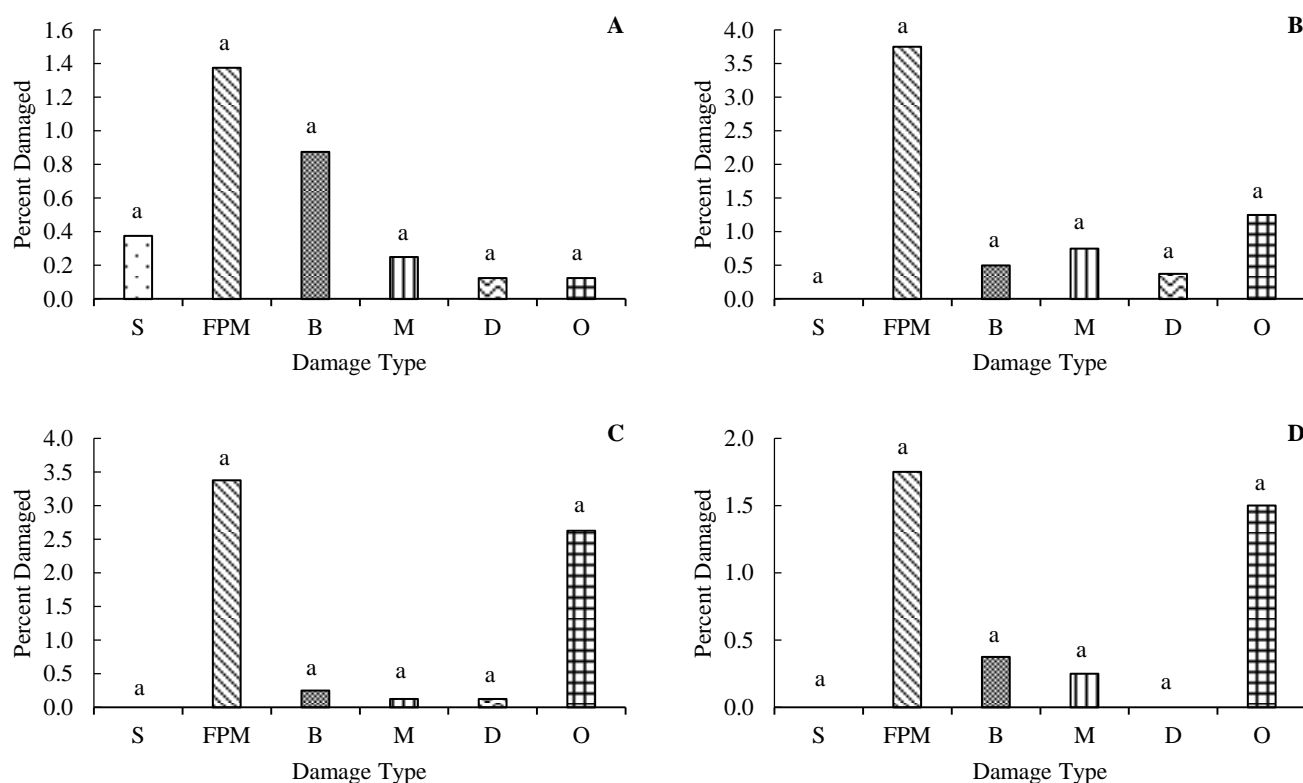 A
Percent Damaged
1.6
1.4
1.2
1.0
0.8
0.6
0.4
0.2
0.0
a a a a a a
S FPM B M D O
Damage Type
B
Percent Damaged
4.0
3.5
3.0
2.5
2.0
1.5
1.0
0.5
0.0
a a a a a a
S FPM B M D O
Damage Type
C
Percent Damaged
4.0
3.5
3.0
2.5
2.0
1.5
1.0
0.5
0.0
a a a a a a
S FPM B M D O
Damage Type
D
Percent Damaged
2.0
1.5
1.0
0.5
0.0
a a a a a a
S FPM B M D O
Damage Type